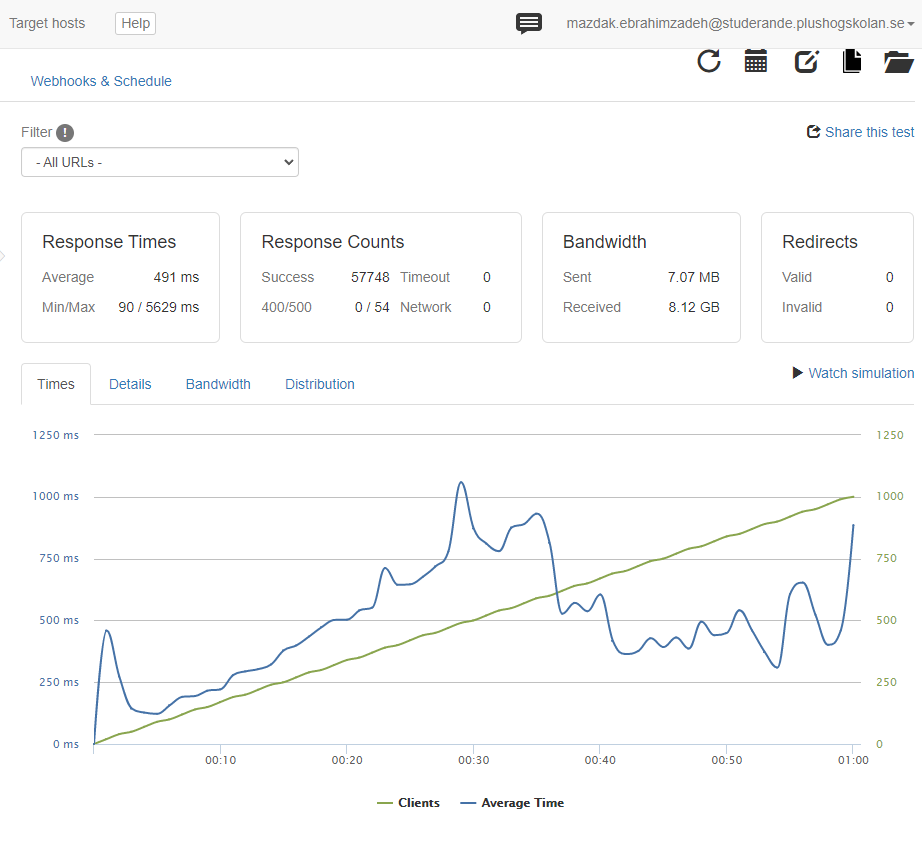 Target hosts Help mazdak.ebrahimzadeh@studerande.plushogskolan.se
Webhooks & Schedule
Filter ! Share this test
- All URLs -
Response Times Response Counts Bandwidth Redirects
Average 491 ms Success 57748 Timeout 0 Sent 7.07 MB Valid 0
Min/Max 90 / 5629 ms 400/500 0 / 54 Network 0 Received 8.12 GB Invalid 0
Watch simulation
Times Details Bandwidth Distribution
1250 ms 1250
1000 ms 1000
750 ms 750
500 ms 500
250 ms 250
0 ms 0
00:10 00:20 00:30 00:40 00:50 01:00
Clients Average Time